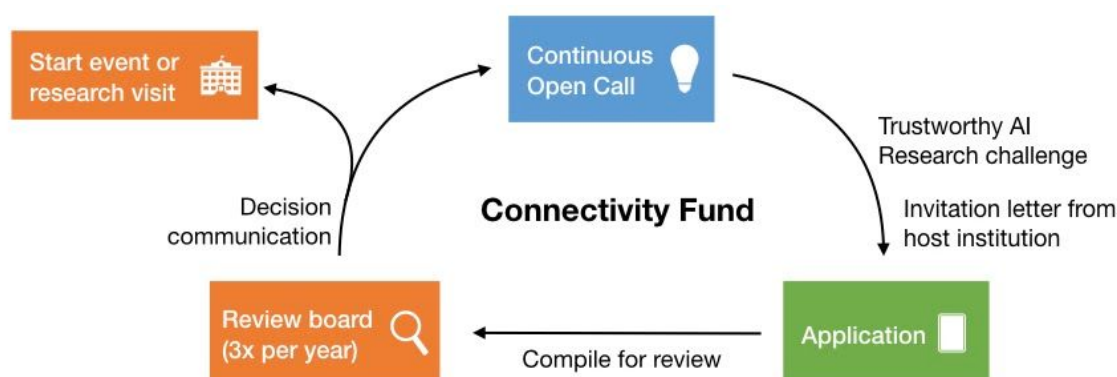 Start event or
research visit
Continuous
Open Call
Trustworthy AI
Research challenge
Invitation letter from
host institution
Connectivity Fund
Decision
communication
Review board
(3x per year)
Compile for review
Application